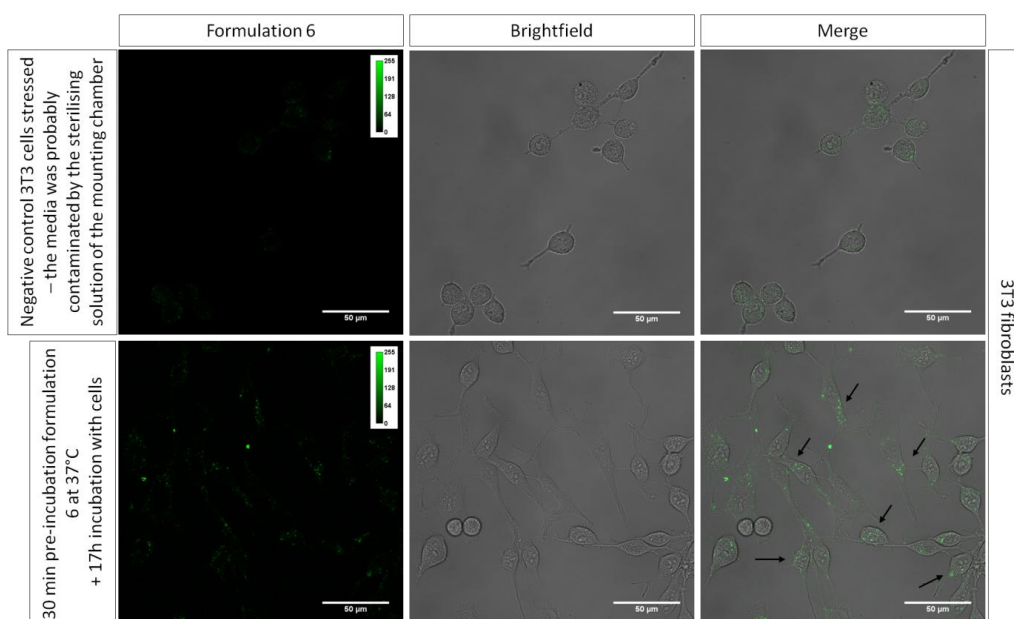 Formulation 6
Brightfield
Merge
Negative control 3T3 cells stressed
– the media was probably
contaminated by the sterilising
solution of the mounting chamber
255
191
128
64
0
50 µm
50 µm
50 µm
3T3 fibroblasts
30 min pre-incubation formulation
6 at 37°C
+ 17h incubation with cells
255
191
128
64
0
50 µm
50 µm
50 µm